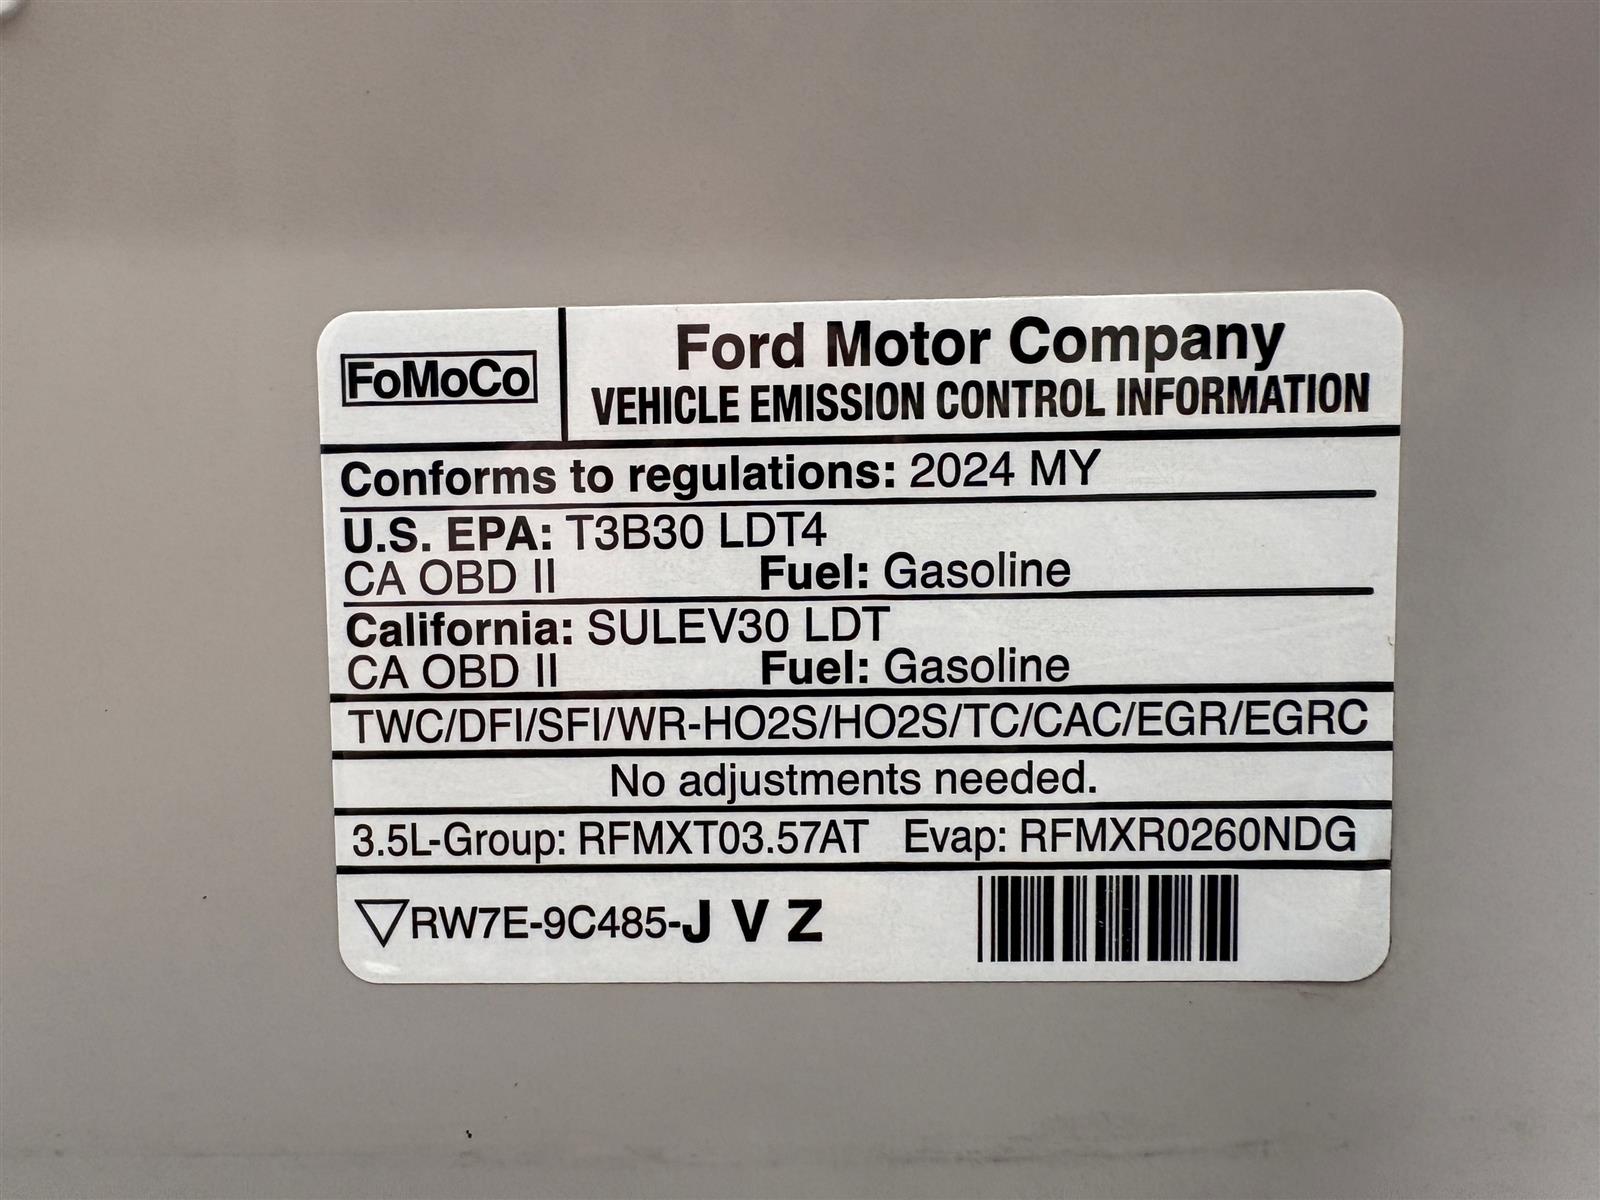 FoMoCo
Ford Motor Company
VEHICLE EMISSION CONTROL INFORMATION
Conforms to regulations: 2024 MY
U.S. EPA: T3B30 LDT4
CA OBD II Fuel: Gasoline
California: SULEV30 LDT
CA OBD II Fuel: Gasoline
TWC/DFI/SFI/WR-HO2S/HO2S/TC/CAC/EGR/EGRC
No adjustments needed.
3.5L-Group: RFMXT03.57AT Evap: RFMXR0260NDG
RW7E-9C485-J V Z